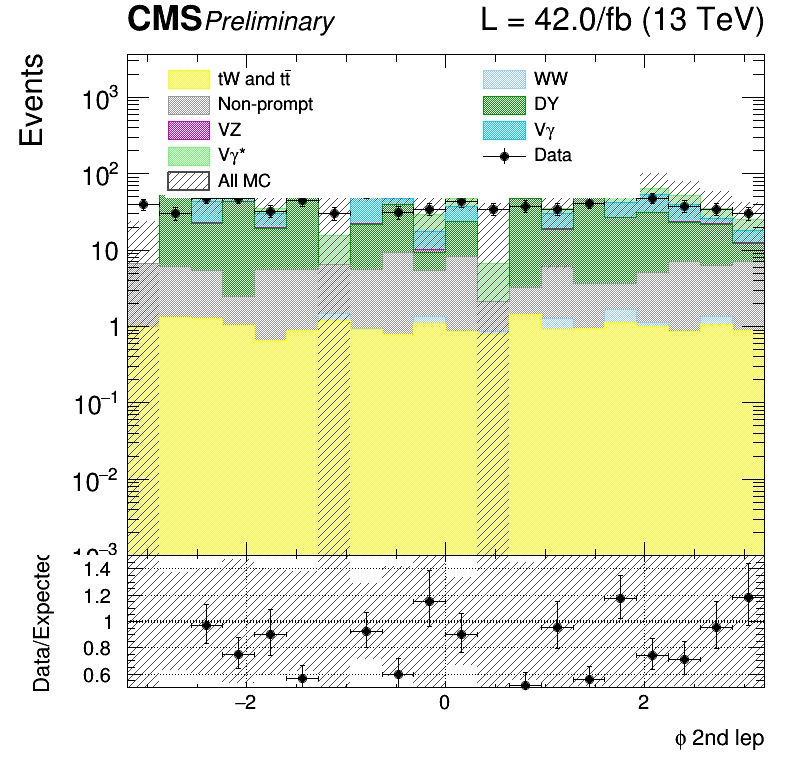 CMS Preliminary L = 42.0/fb (13 TeV)
Events
tW and tt̄ WW
Non-prompt DY
VZ Vγ
Vγ* Data
All MC
10³
10²
10
1
10⁻¹
10⁻²
10⁻³
Data/Expected
1.4
1.2
1
0.8
0.6
−2 0 2
ϕ 2nd lep